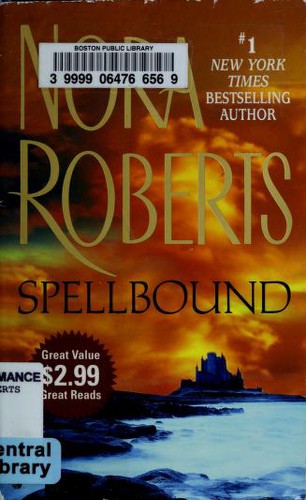 BOSTON PUBLIC LIBRARY
3 9999 06476 656 9
#1
NEW YORK
TIMES
BESTSELLING
AUTHOR
NORA
ROBERTS
SPELLBOUND
Great Value
$2.99
Great Reads
MANCE
ERTS
entral
ibrary